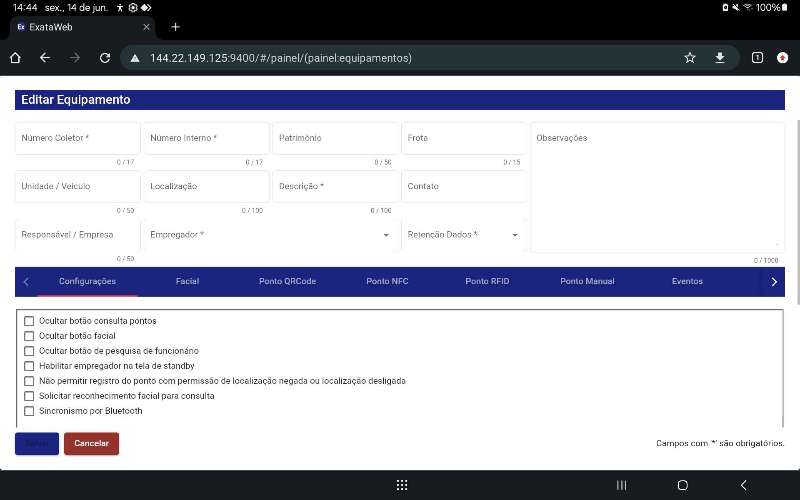 14:44 sex., 14 de jun. 100%
ExataWeb
144.22.149.125:9400/#/painel/(painel:equipamentos)
1
Editar Equipamento
Número Coletor *
Número Interno *
Patrimônio
Frota
Observações
0 / 17
0 / 17
0 / 50
0 / 15
Unidade / Veículo
Localização
Descrição *
Contato
0 / 50
0 / 100
0 / 100
Responsável / Empresa
Empregador *
Retenção Dados *
0 / 50
0 / 1000
Configurações
Facial
Ponto QRCode
Ponto NFC
Ponto RFID
Ponto Manual
Eventos
Ocultar botão consulta pontos
Ocultar botão facial
Ocultar botão de pesquisa de funcionário
Habilitar empregador na tela de standby
Não permitir registro do ponto com permissão de localização negada ou localização desligada
Solicitar reconhecimento facial para consulta
Sincronismo por Bluetooth
Cancelar
Campos com '*' são obrigatórios.